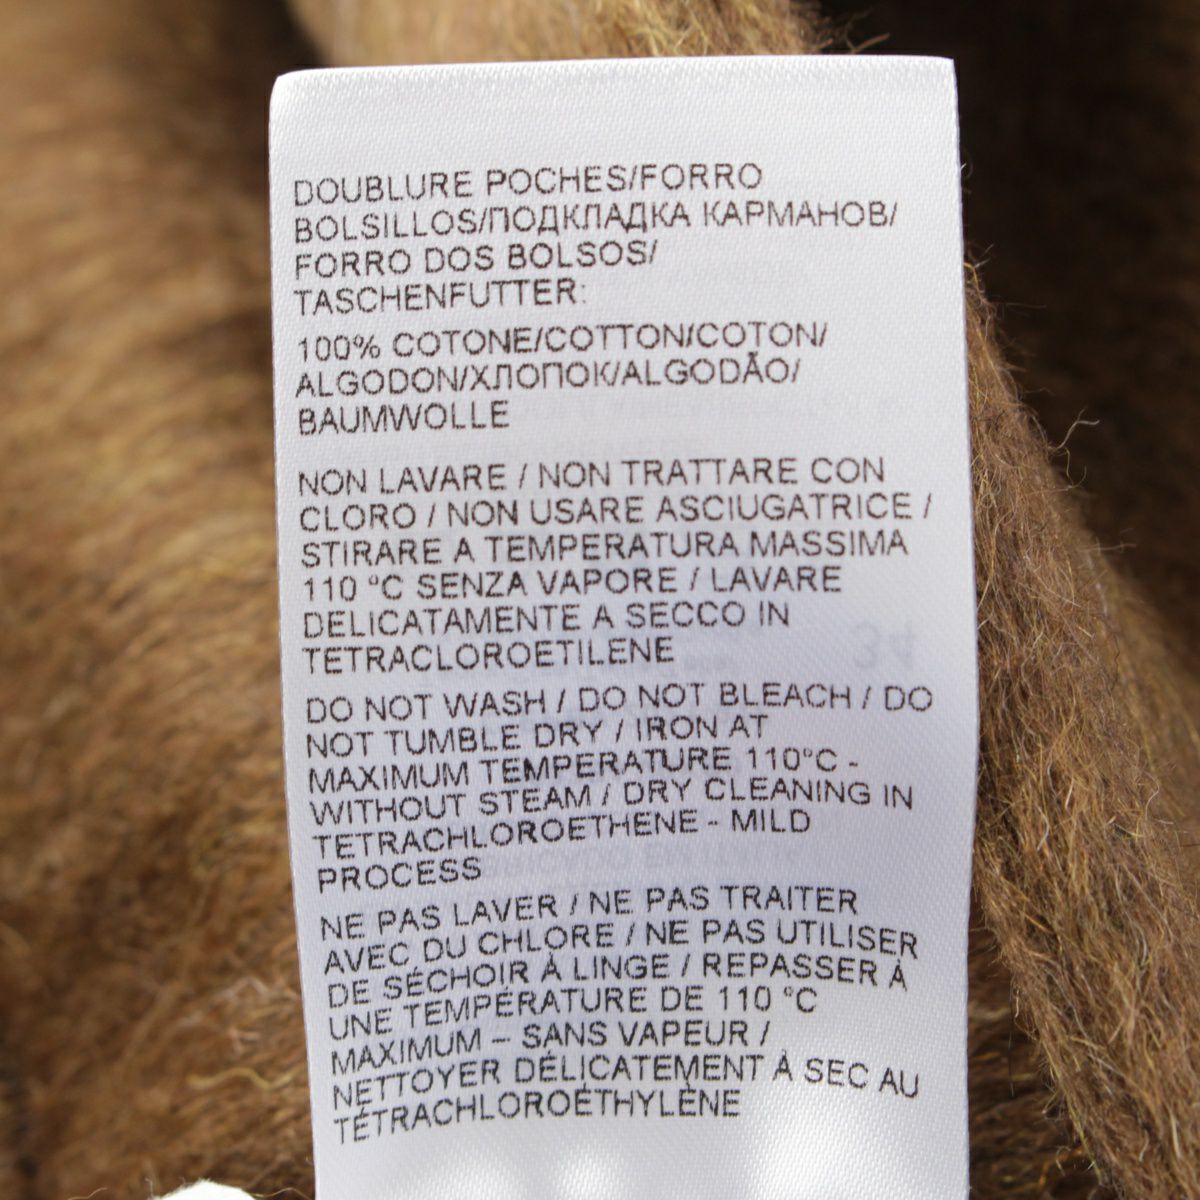 DOUBLURE POCHES/FORRO
BOLSILLOS/ПОДКЛАДКА КАРМАНОВ/
FORRO DOS BOLSOS/
TASCHENFUTTER:
100% COTONE/COTTON/COTON/
ALGODON/ХЛОПОК/ALGODÃO/
BAUMWOLLE
NON LAVARE / NON TRATTARE CON
CLORO / NON USARE ASCIUGATRICE /
STIRARE A TEMPERATURA MASSIMA
110 °C SENZA VAPORE / LAVARE
DELICATAMENTE A SECCO IN
TETRACLOROETILENE
DO NOT WASH / DO NOT BLEACH / DO
NOT TUMBLE DRY / IRON AT
MAXIMUM TEMPERATURE 110°C -
WITHOUT STEAM / DRY CLEANING IN
TETRACHLOROETHENE - MILD
PROCESS
NE PAS LAVER / NE PAS TRAITER
AVEC DU CHLORE / NE PAS UTILISER
DE SÉCHOIR À LINGE / REPASSER À
UNE TEMPÉRATURE DE 110 °C
MAXIMUM – SANS VAPEUR /
NETTOYER DÉLICATEMENT À SEC AU
TÉTRACHLOROÉTHYLÈNE